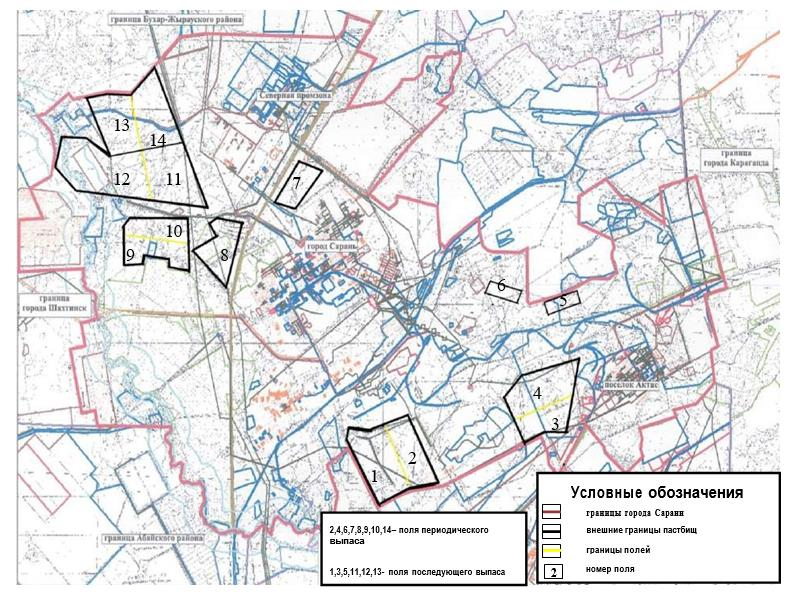 граница Бухар-Жырауского района
Северная промзона
13
14
граница
города Караганда
12
11
7
10
город Сарань
9
8
6
5
граница
города Шахтинск
поселок Актас
4
3
2
1
Условные обозначения
границы города Сарани
внешние границы пастбищ
границы полей
2 номер поля
2,4,6,7,8,9,10,14– поля периодического
выпаса
1,3,5,11,12,13- поля последующего выпаса
граница Абайского района